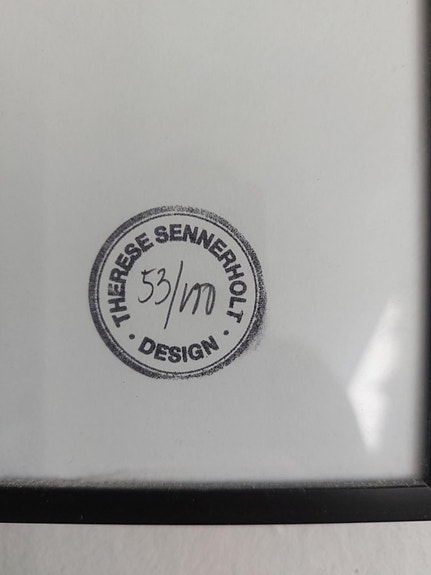 THERESE SENNERHOLT
53/100
· DESIGN ·